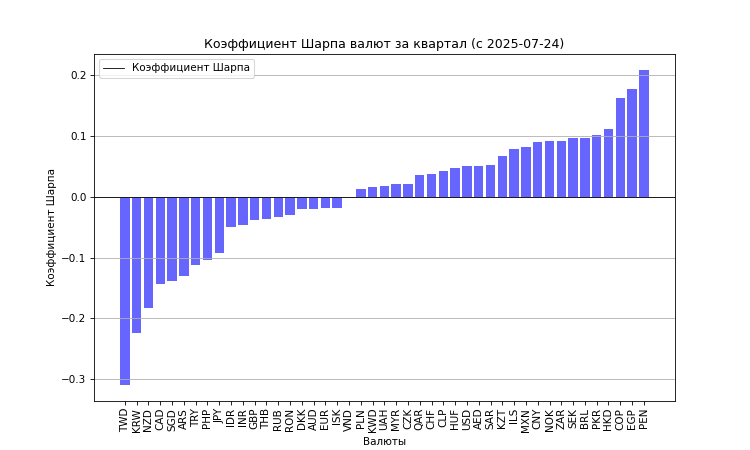 Коэффициент Шарпа валют за квартал (с 2025-07-24)
Коэффициент Шарпа
0.2
0.1
0.0
−0.1
−0.2
−0.3
Коэффициент Шарпа
TWD
KRW
NZD
CAD
SGD
ARS
TRY
PHP
JPY
IDR
INR
GBP
THB
RUB
RON
DKK
AUD
EUR
ISK
VND
PLN
KWD
UAH
MYR
CZK
QAR
CHF
CLP
HUF
USD
AED
SAR
KZT
ILS
MXN
CNY
NOK
ZAR
SEK
BRL
PKR
HKD
COP
EGP
PEN
Валюты